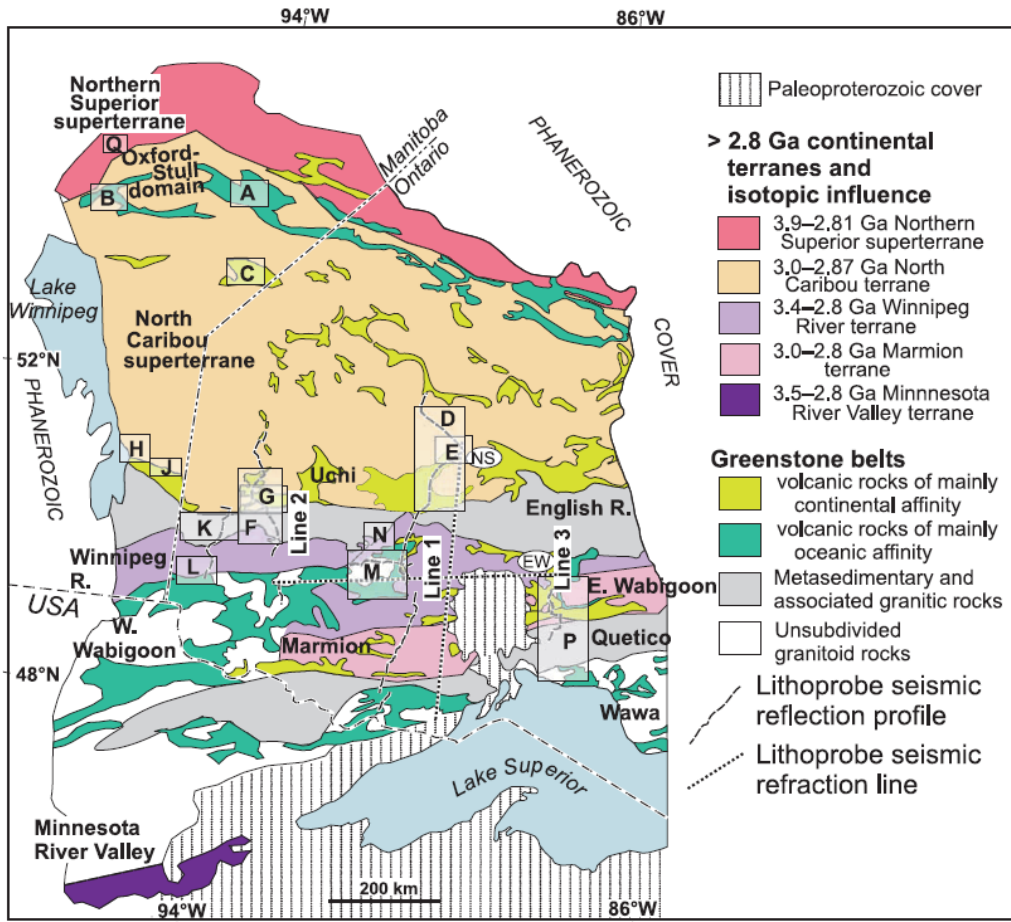 94°W
86°W
Northern
Superior
superterrane
Q
Oxford-
Stull
domain
B
A
Manitoba
Ontario
PHANEROZOIC
C
Lake
Winnipeg
North
Caribou
superterrane
52°N
PHANEROZOIC
COVER
D
E
NS
H
J
Uchi
G
K
F
Line 2
N
English R.
Winnipeg
R.
L
M
Line 1
EW
Line 3
E. Wabigoon
USA
W.
Wabigoon
Marmion
Quetico
P
48°N
Wawa
Lake Superior
Minnesota
River Valley
200 km
94°W
86°W
Paleoproterozoic cover
> 2.8 Ga continental
terranes and
isotopic influence
3.9–2.81 Ga Northern
Superior superterrane
3.0–2.87 Ga North
Caribou terrane
3.4–2.8 Ga Winnipeg
River terrane
3.0–2.8 Ga Marmion
terrane
3.5–2.8 Ga Minnnesota
River Valley terrane
Greenstone belts
volcanic rocks of mainly
continental affinity
volcanic rocks of mainly
oceanic affinity
Metasedimentary and
associated granitic rocks
Unsubdivided
granitoid rocks
Lithoprobe seismic
reflection profile
Lithoprobe seismic
refraction line